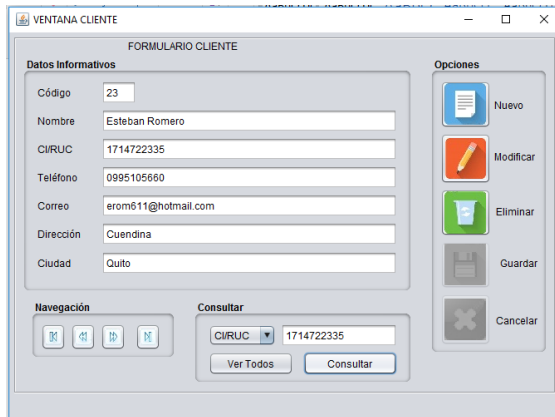 VENTANA CLIENTE
FORMULARIO CLIENTE
Datos Informativos
Código 23
Nombre Esteban Romero
CI/RUC 1714722335
Teléfono 0995105660
Correo erom611@hotmail.com
Dirección Cuendina
Ciudad Quito
Opciones
Nuevo
Modificar
Eliminar
Guardar
Cancelar
Navegación
Consultar
CI/RUC 1714722335
Ver Todos Consultar